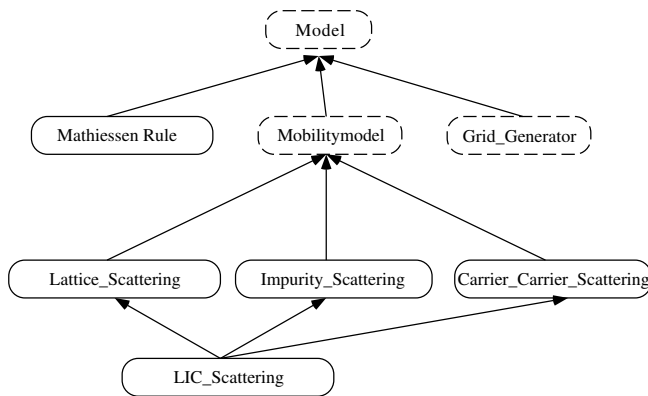 Model
Mathiessen Rule
Mobilitymodel
Grid_Generator
Lattice_Scattering
Impurity_Scattering
Carrier_Carrier_Scattering
LIC_Scattering